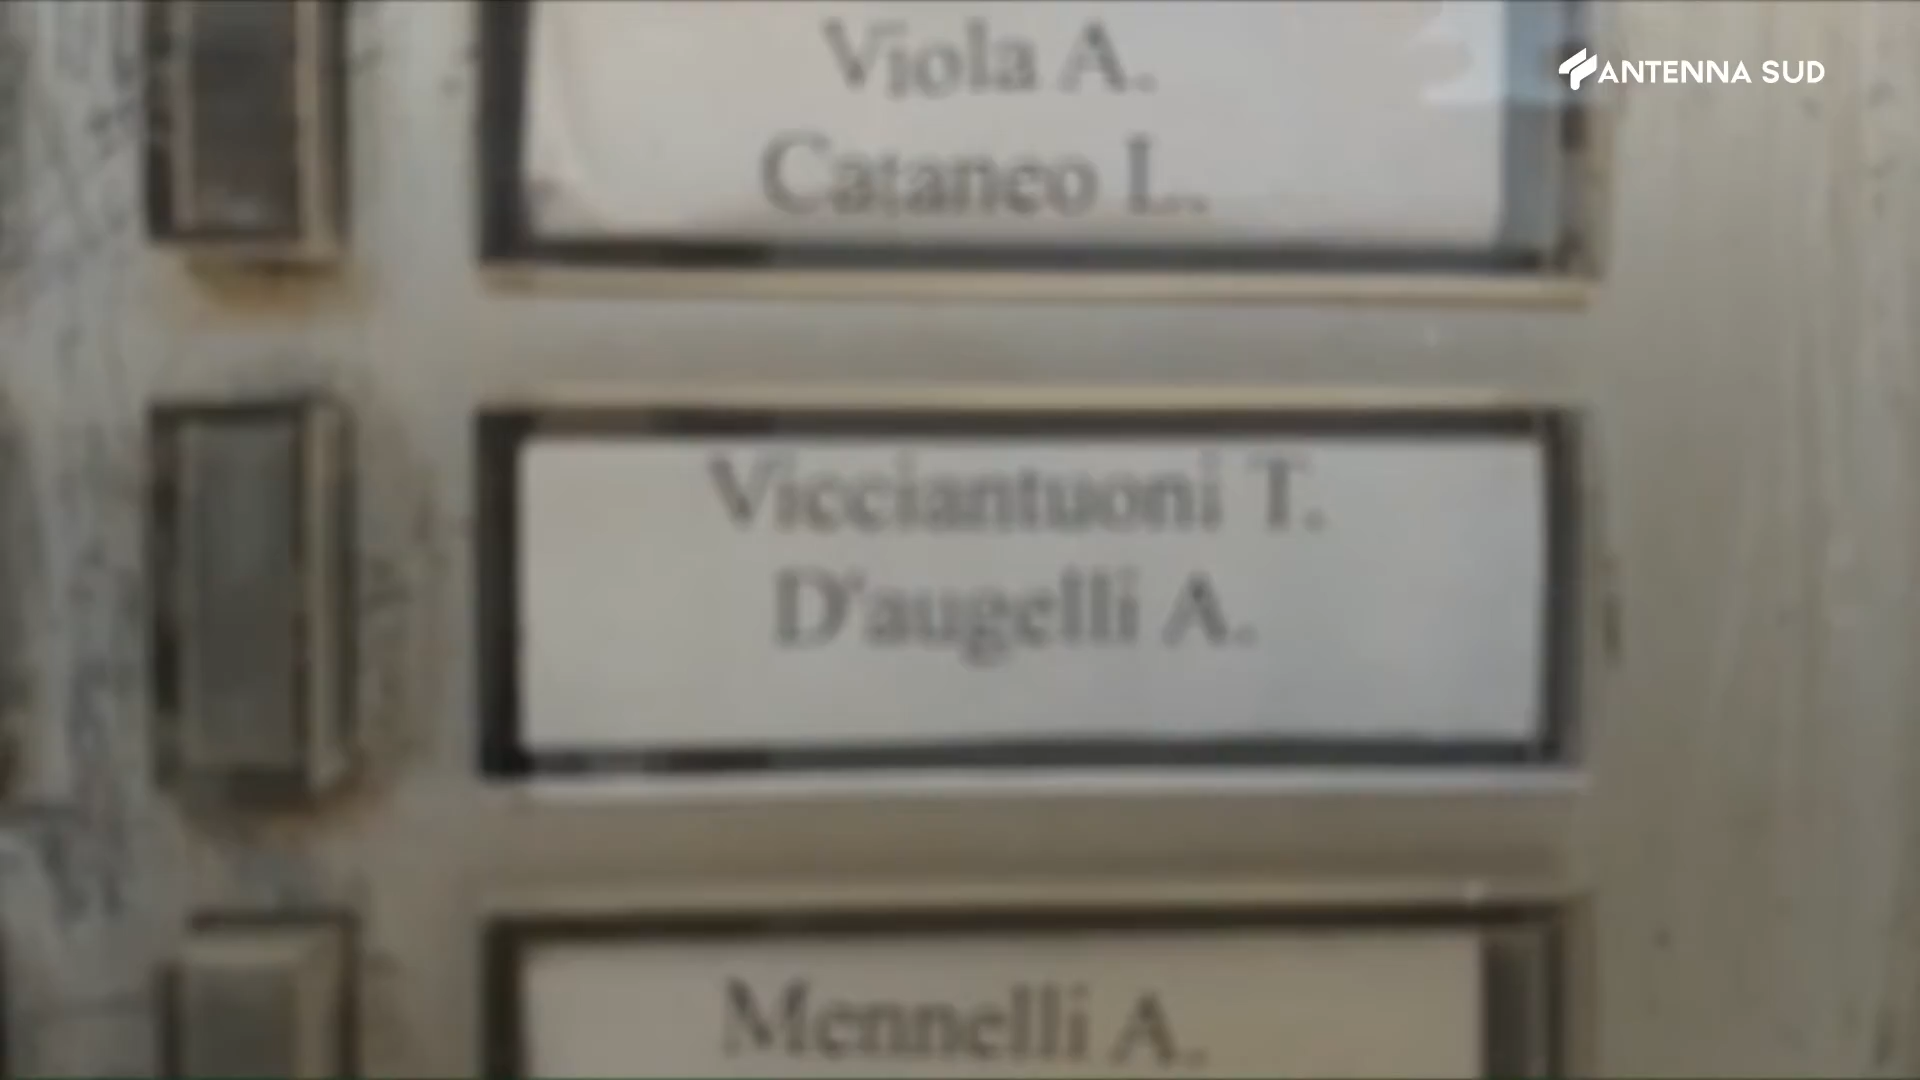 Viola A.
ANTENNA SUD
Cataneo L.
Vicciantuoni T.
D'augelli A.
Mennelli A.